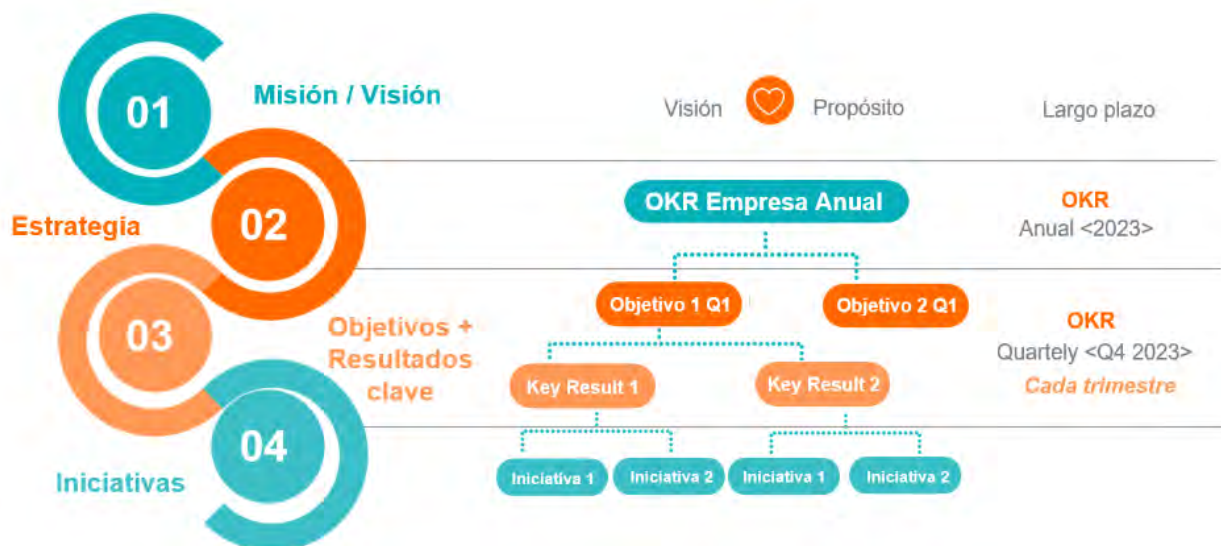 01
Misión / Visión
Visión Propósito
Largo plazo
Estrategia
02
OKR Empresa Anual
OKR
Anual <2023>
03
Objetivos +
Resultados
clave
Objetivo 1 Q1
Objetivo 2 Q1
Key Result 1
Key Result 2
OKR
Quartely <Q4 2023>
Cada trimestre
04
Iniciativas
Iniciativa 1
Iniciativa 2
Iniciativa 1
Iniciativa 2